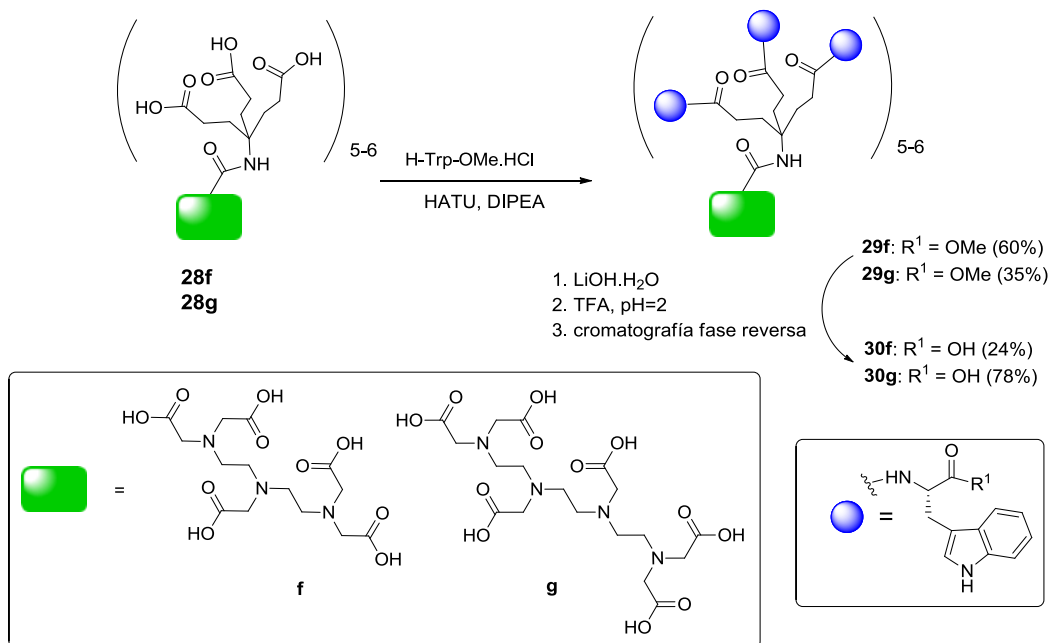 HO
O
HO
O
O
OH
HO
O
O
NH
5-6
H-Trp-OMe.HCl
HATU, DIPEA
O
O
O
O
NH
5-6
28f
28g
29f: R¹ = OMe (60%)
29g: R¹ = OMe (35%)
1. LiOH.H₂O
2. TFA, pH=2
3. cromatografía fase reversa
30f: R¹ = OH (24%)
30g: R¹ = OH (78%)
=
HO
O
OH
O
N
N
N
HO
O
OH
O
OH
O
f
HO
O
OH
O
N
N
N
N
HO
O
OH
O
OH
O
O
HO
g
=
HN
O
R¹
N
H